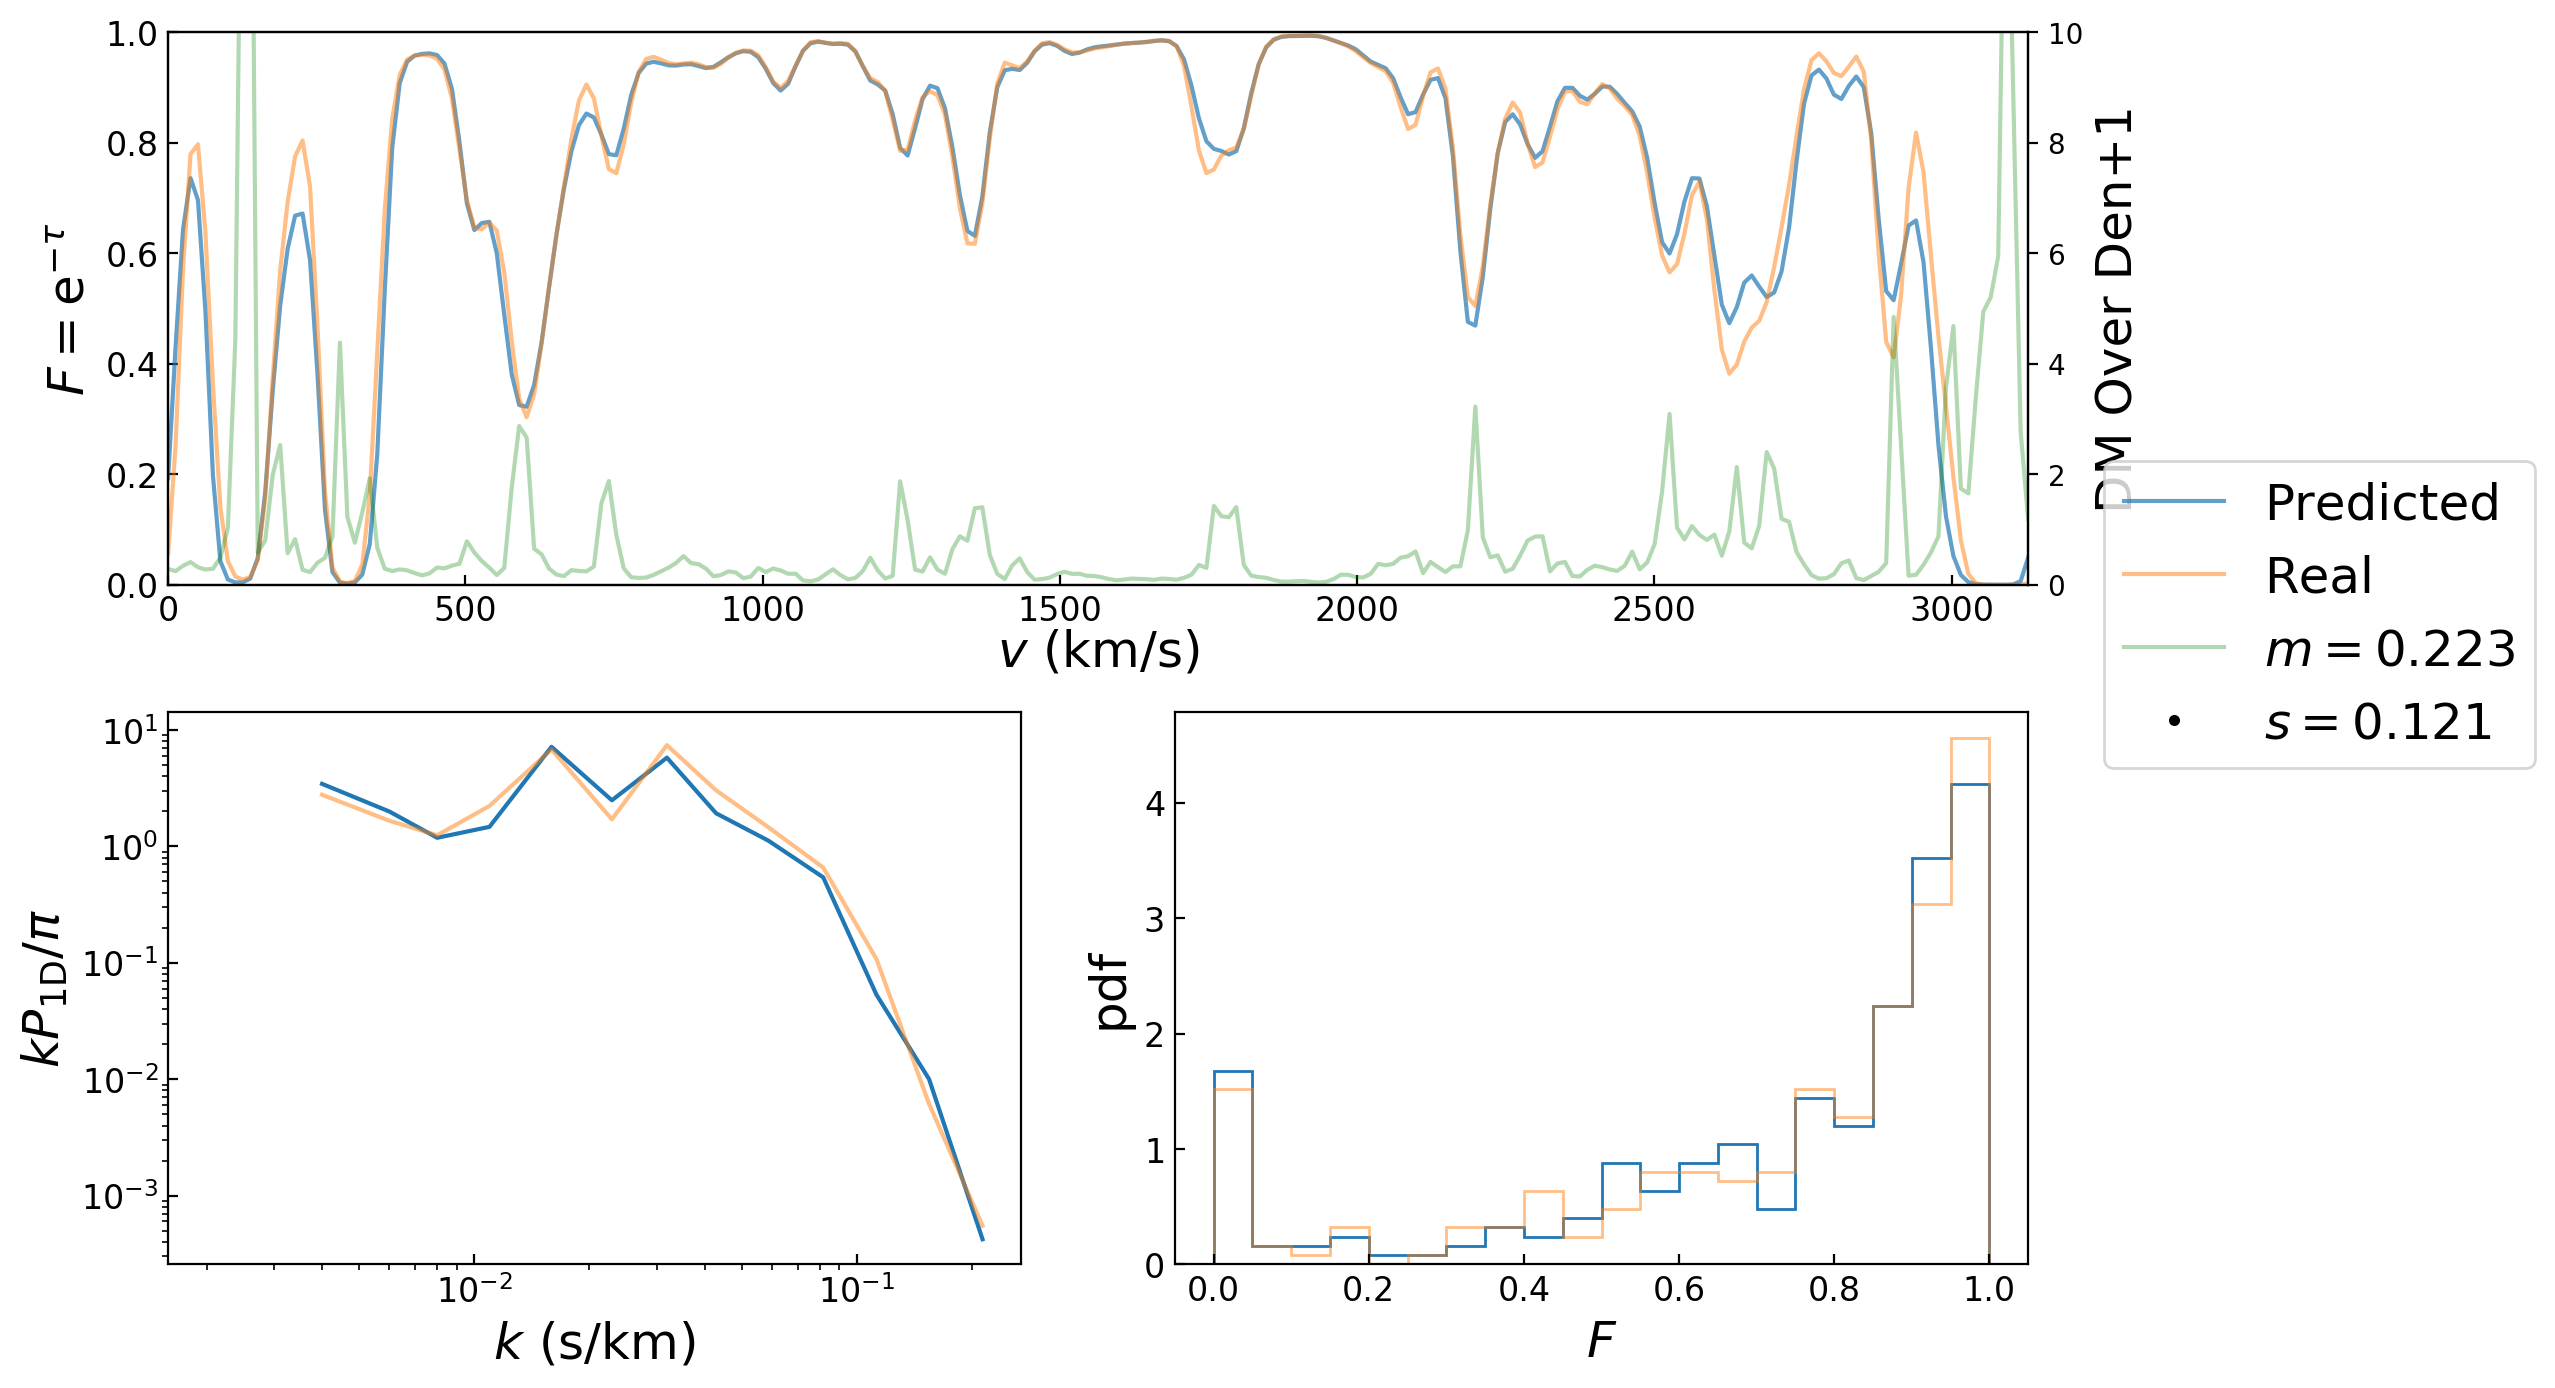 1.0
0.8
0.6
0.4
0.2
0.0
F = e^{−τ}
0 500 1000 1500 2000 2500 3000
v (km/s)
10
8
6
4
2
0
DM Over Den+1
Predicted
Real
m = 0.223
s = 0.121
10^1
10^0
10^{−1}
10^{−2}
10^{−3}
kP_{1D}/π
10^{−2} 10^{−1}
k (s/km)
4
3
2
1
0
pdf
0.0 0.2 0.4 0.6 0.8 1.0
F